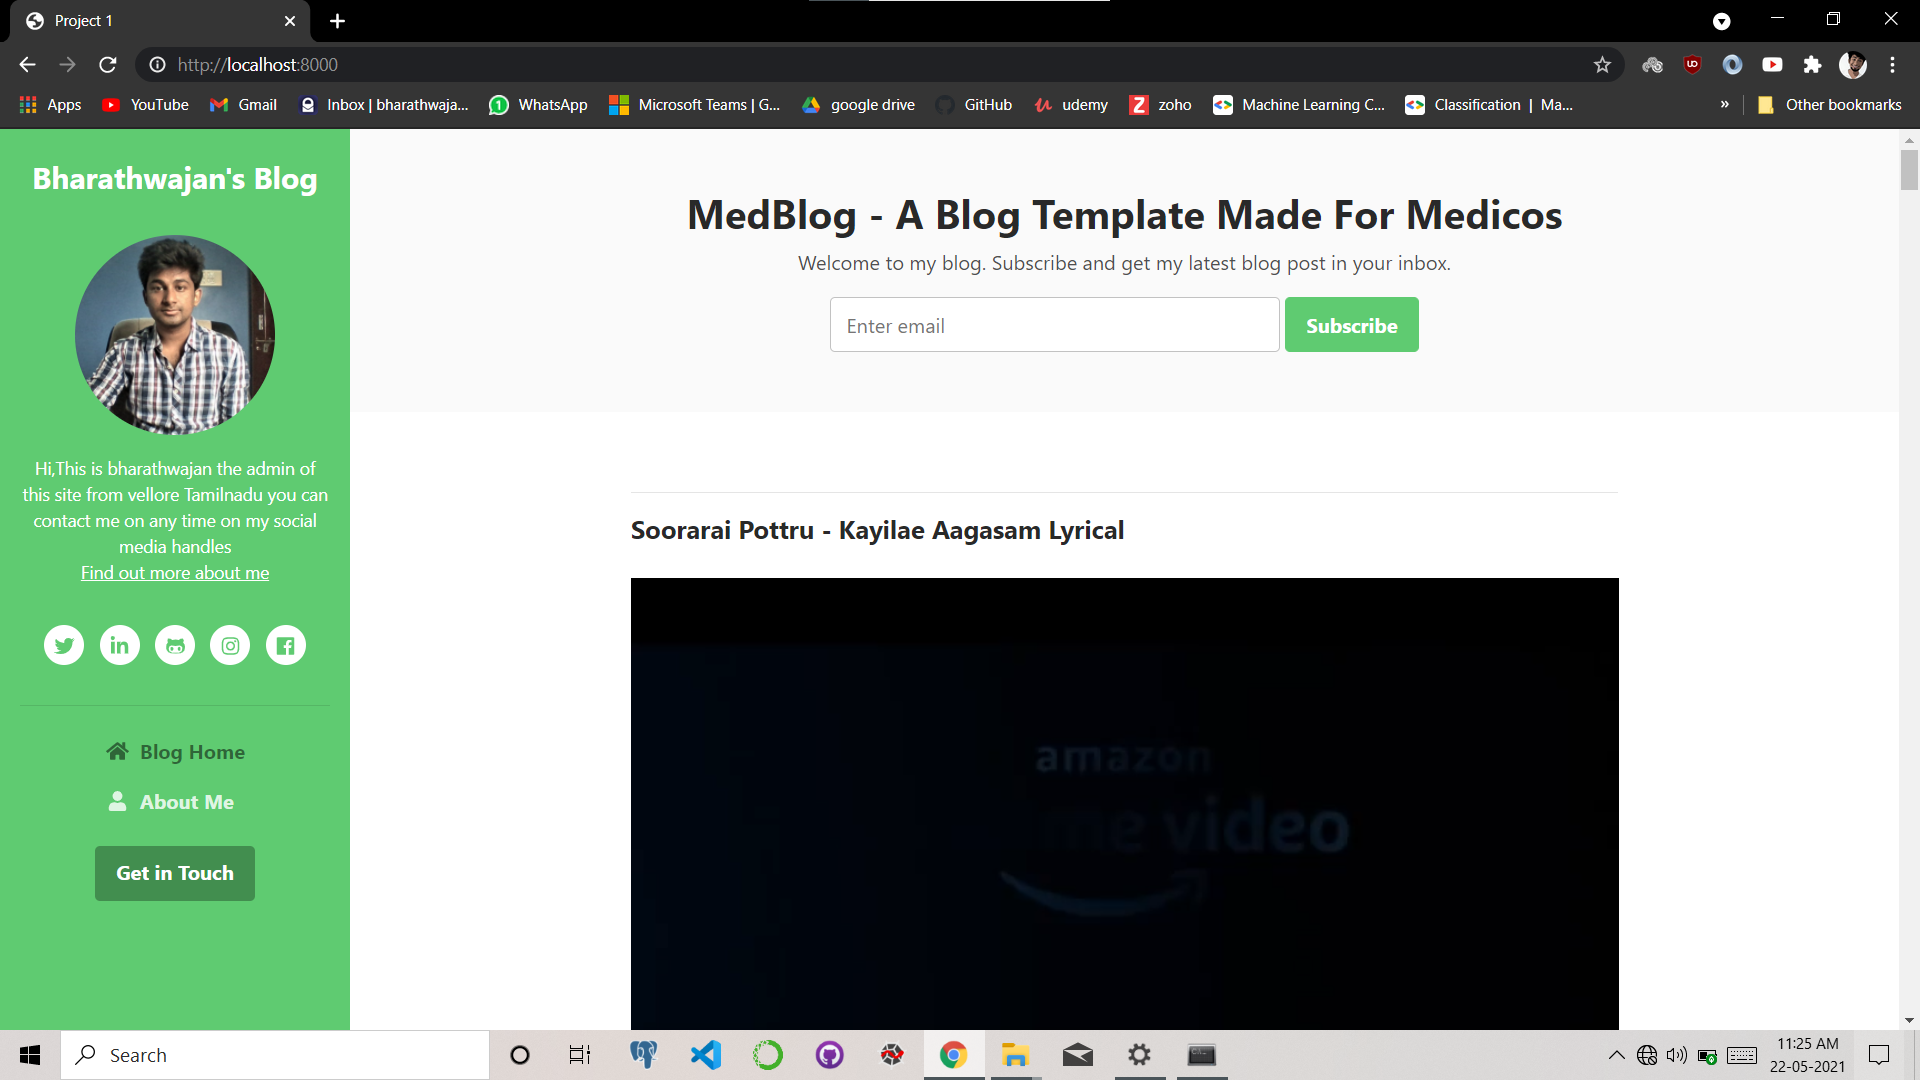 Project 1
http://localhost:8000
Apps
YouTube
Gmail
Inbox | bharathwaja...
WhatsApp
Microsoft Teams | G...
google drive
GitHub
udemy
zoho
Machine Learning C...
Classification | Ma...
»
Other bookmarks
Bharathwajan's Blog
Hi,This is bharathwajan the admin of
this site from vellore Tamilnadu you can
contact me on any time on my social
media handles
Find out more about me
Blog Home
About Me
Get in Touch
MedBlog - A Blog Template Made For Medicos
Welcome to my blog. Subscribe and get my latest blog post in your inbox.
Enter email
Subscribe
Soorarai Pottru - Kayilae Aagasam Lyrical
amazon
me video
Search
11:25 AM
22-05-2021